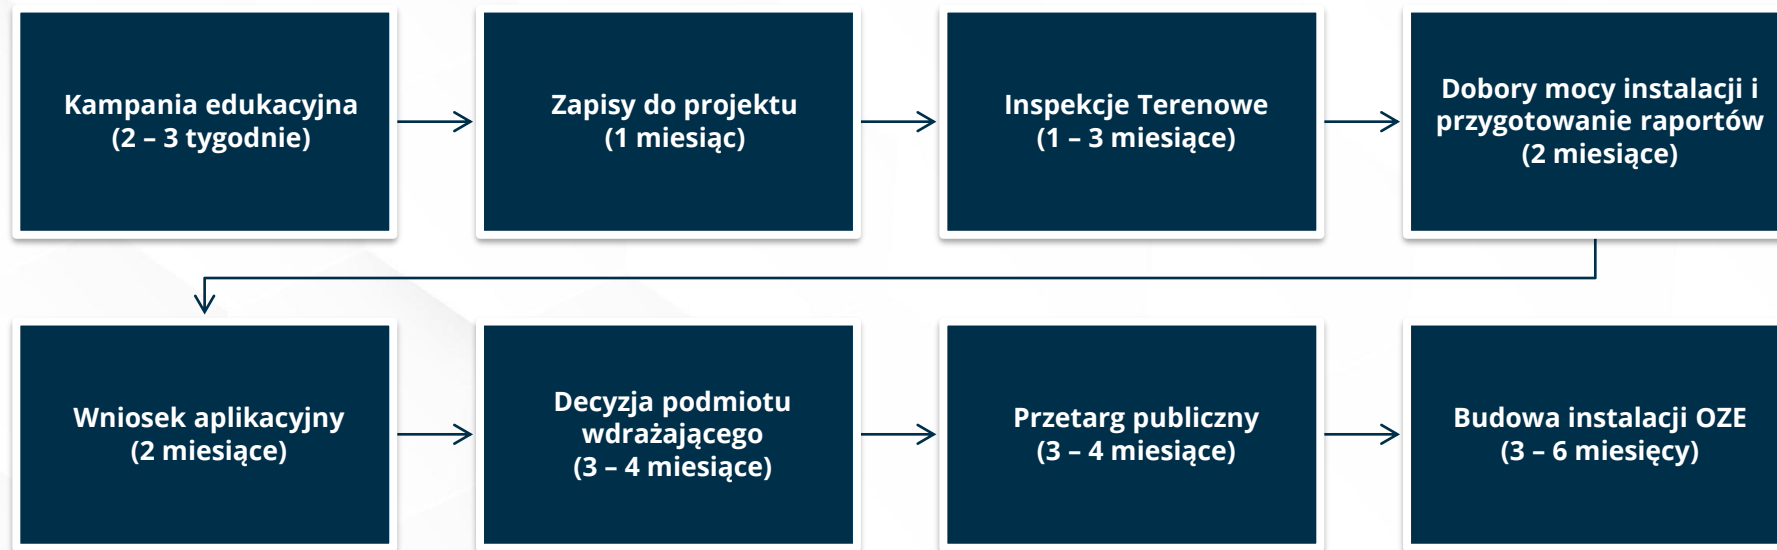 Kampania edukacyjna
(2 – 3 tygodnie)
Zapisy do projektu
(1 miesiąc)
Inspekcje Terenowe
(1 – 3 miesiące)
Dobory mocy instalacji i
przygotowanie raportów
(2 miesiące)
Wniosek aplikacyjny
(2 miesiące)
Decyzja podmiotu
wdrażającego
(3 – 4 miesiące)
Przetarg publiczny
(3 – 4 miesiące)
Budowa instalacji OZE
(3 – 6 miesięcy)